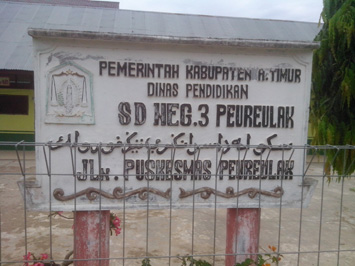 PEMERINTAH KABUPATEN A.TIMUR
DINAS PENDIDIKAN
SD NEG.3 PEUREULAK
JLN. PUSKESMAS PEUREULAK